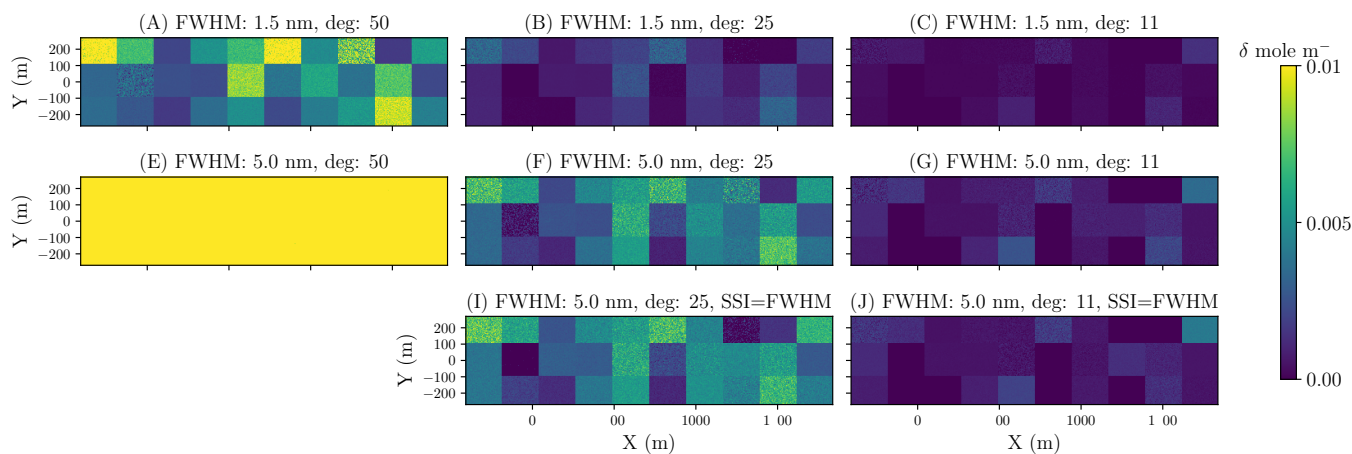 (A) FWHM: 1.5 nm, deg: 50
(B) FWHM: 1.5 nm, deg: 25
(C) FWHM: 1.5 nm, deg: 11
δ mole m⁻
Y (m)
200
100
0
−100
−200
0.01
0.005
0.00
(E) FWHM: 5.0 nm, deg: 50
(F) FWHM: 5.0 nm, deg: 25
(G) FWHM: 5.0 nm, deg: 11
Y (m)
200
100
0
−100
−200
(I) FWHM: 5.0 nm, deg: 25, SSI=FWHM
(J) FWHM: 5.0 nm, deg: 11, SSI=FWHM
Y (m)
200
100
0
−100
−200
0
00
1000
1 00
X (m)
0
00
1000
1 00
X (m)